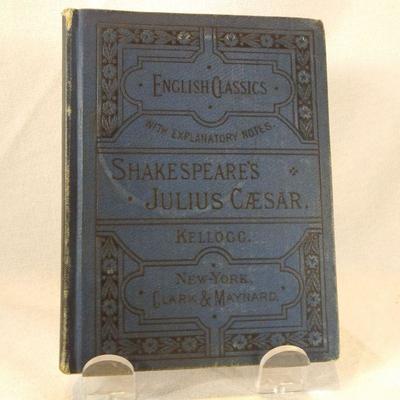 ENGLISH CLASSICS
WITH EXPLANATORY NOTES.
SHAKESPEARE'S
JULIUS CÆSAR.
KELLOGG.
NEW-YORK,
CLARK & MAYNARD.